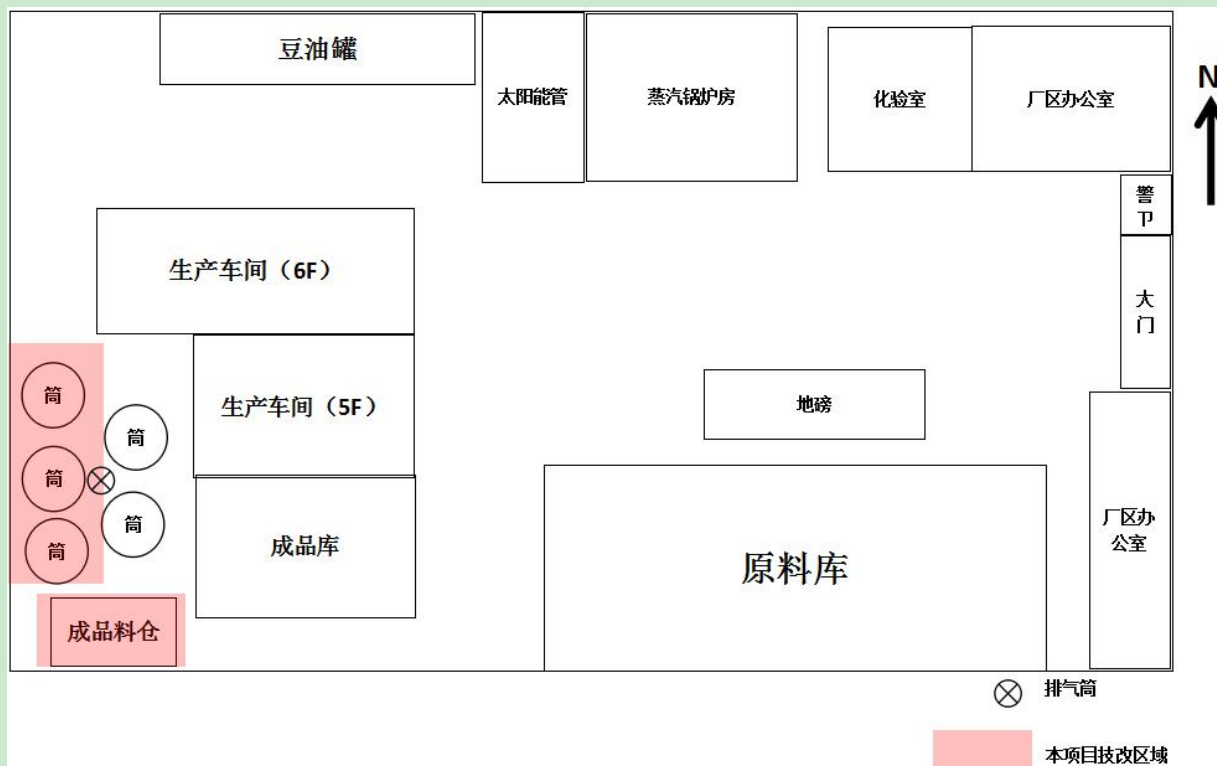 豆油罐
太阳能管
蒸汽锅炉房
化验室
厂区办公室
N
警
卫
生产车间（6F）
大
门
筒
生产车间（5F）
地磅
筒
筒
筒
筒
成品库
厂区办
公室
原料库
成品料仓
排气筒
本项目技改区域